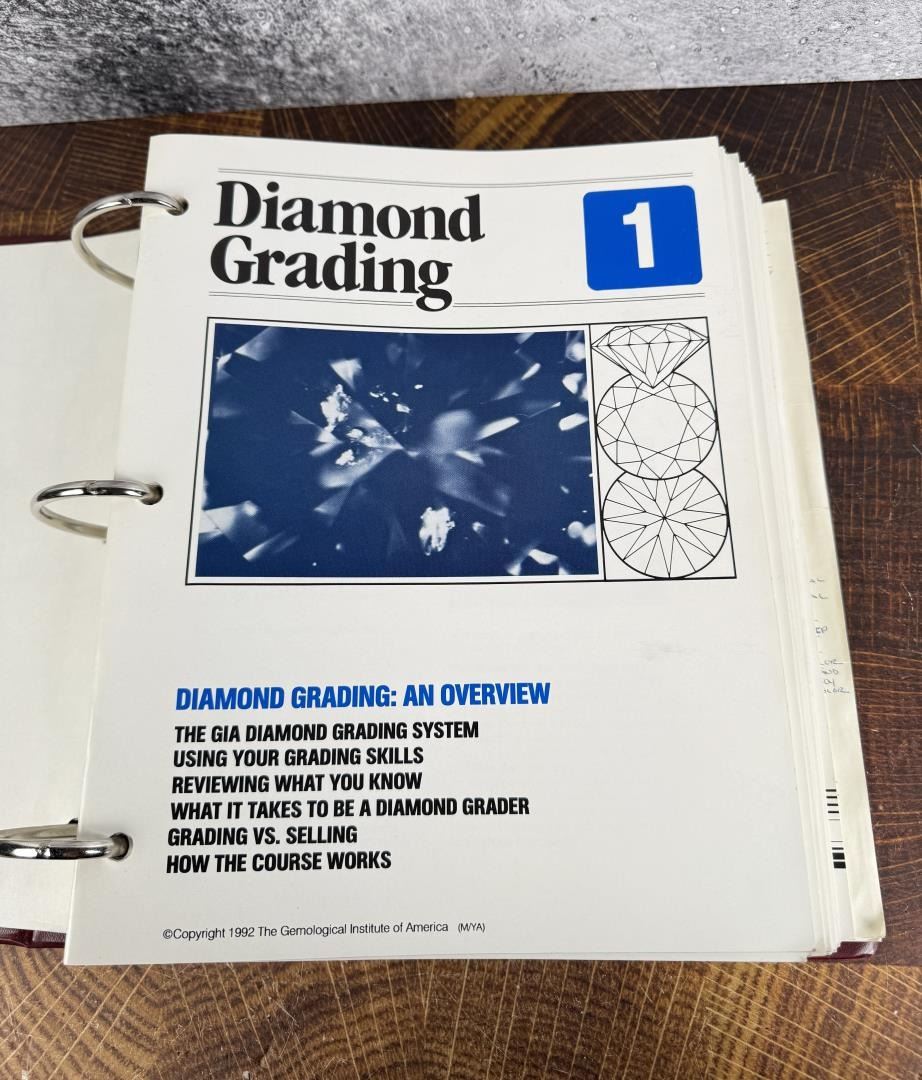 Diamond
Grading
1
DIAMOND GRADING: AN OVERVIEW
THE GIA DIAMOND GRADING SYSTEM
USING YOUR GRADING SKILLS
REVIEWING WHAT YOU KNOW
WHAT IT TAKES TO BE A DIAMOND GRADER
GRADING VS. SELLING
HOW THE COURSE WORKS
©Copyright 1992 The Gemological Institute of America (M/YA)